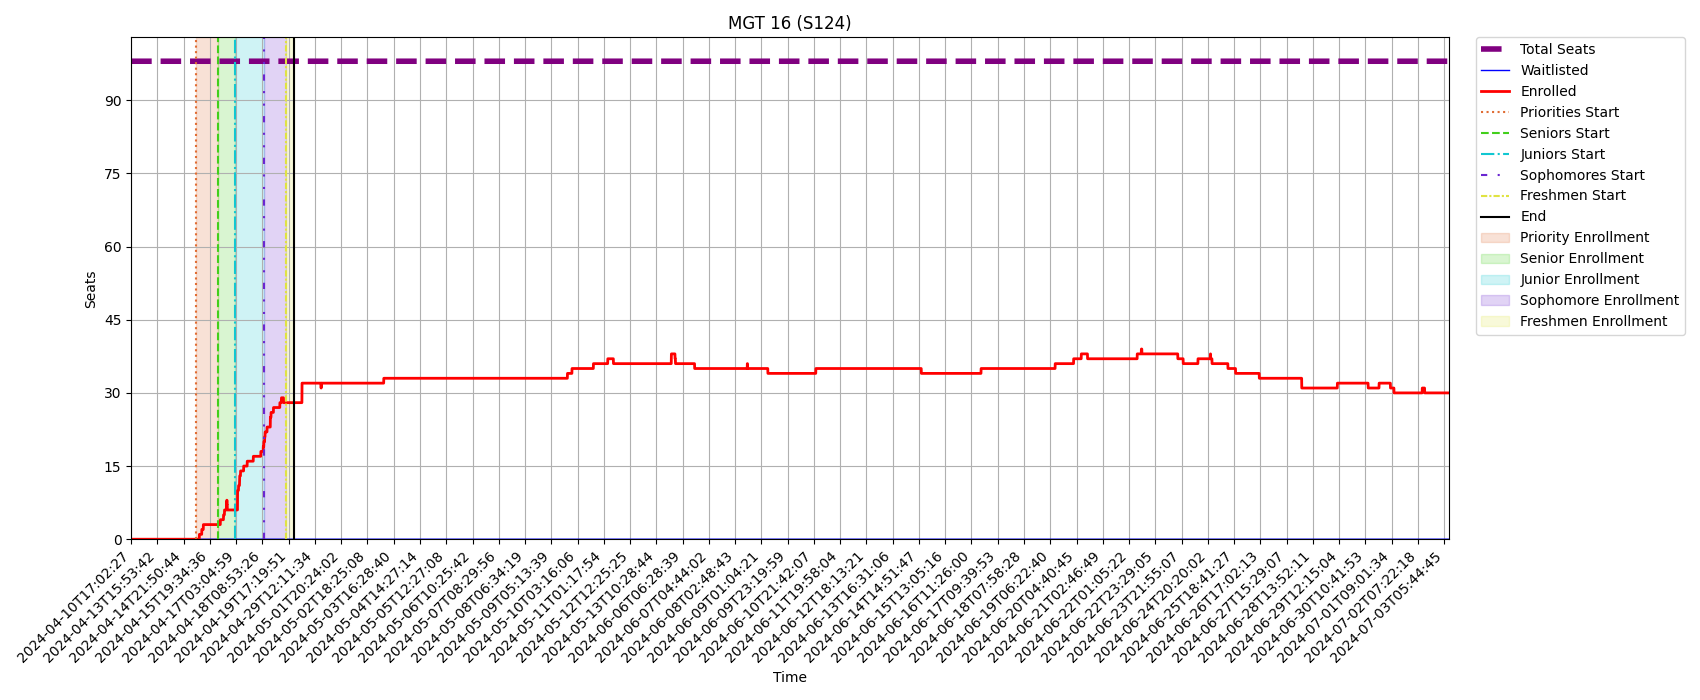 MGT 16 (S124)
Total Seats
Waitlisted
Enrolled
Priorities Start
Seniors Start
Juniors Start
Sophomores Start
Freshmen Start
End
Priority Enrollment
Senior Enrollment
Junior Enrollment
Sophomore Enrollment
Freshmen Enrollment
Seats
90
75
60
45
30
15
0
2024-04-10T17:02:27
2024-04-13T15:53:42
2024-04-14T21:50:44
2024-04-15T19:34:36
2024-04-17T03:04:59
2024-04-18T08:53:26
2024-04-19T17:19:51
2024-04-29T12:11:34
2024-05-01T20:24:02
2024-05-02T18:25:08
2024-05-03T16:28:40
2024-05-04T14:27:14
2024-05-05T12:27:08
2024-05-06T10:25:42
2024-05-07T08:29:56
2024-05-08T06:34:19
2024-05-09T05:13:39
2024-05-10T03:16:06
2024-05-11T01:17:54
2024-05-12T12:25:25
2024-05-13T10:28:44
2024-06-06T06:28:39
2024-06-07T04:44:02
2024-06-08T02:48:43
2024-06-09T01:04:21
2024-06-09T23:19:59
2024-06-10T21:42:07
2024-06-11T19:58:04
2024-06-12T18:13:21
2024-06-13T16:31:06
2024-06-14T14:51:47
2024-06-15T13:05:16
2024-06-16T11:26:00
2024-06-17T09:39:53
2024-06-18T07:58:28
2024-06-19T06:22:40
2024-06-20T04:40:45
2024-06-21T02:46:49
2024-06-22T01:05:22
2024-06-22T23:29:05
2024-06-23T21:55:07
2024-06-24T20:20:02
2024-06-25T18:41:27
2024-06-26T17:02:13
2024-06-27T15:29:07
2024-06-28T13:52:11
2024-06-29T12:15:04
2024-06-30T10:41:53
2024-07-01T09:01:34
2024-07-02T07:22:18
2024-07-03T05:44:45
Time